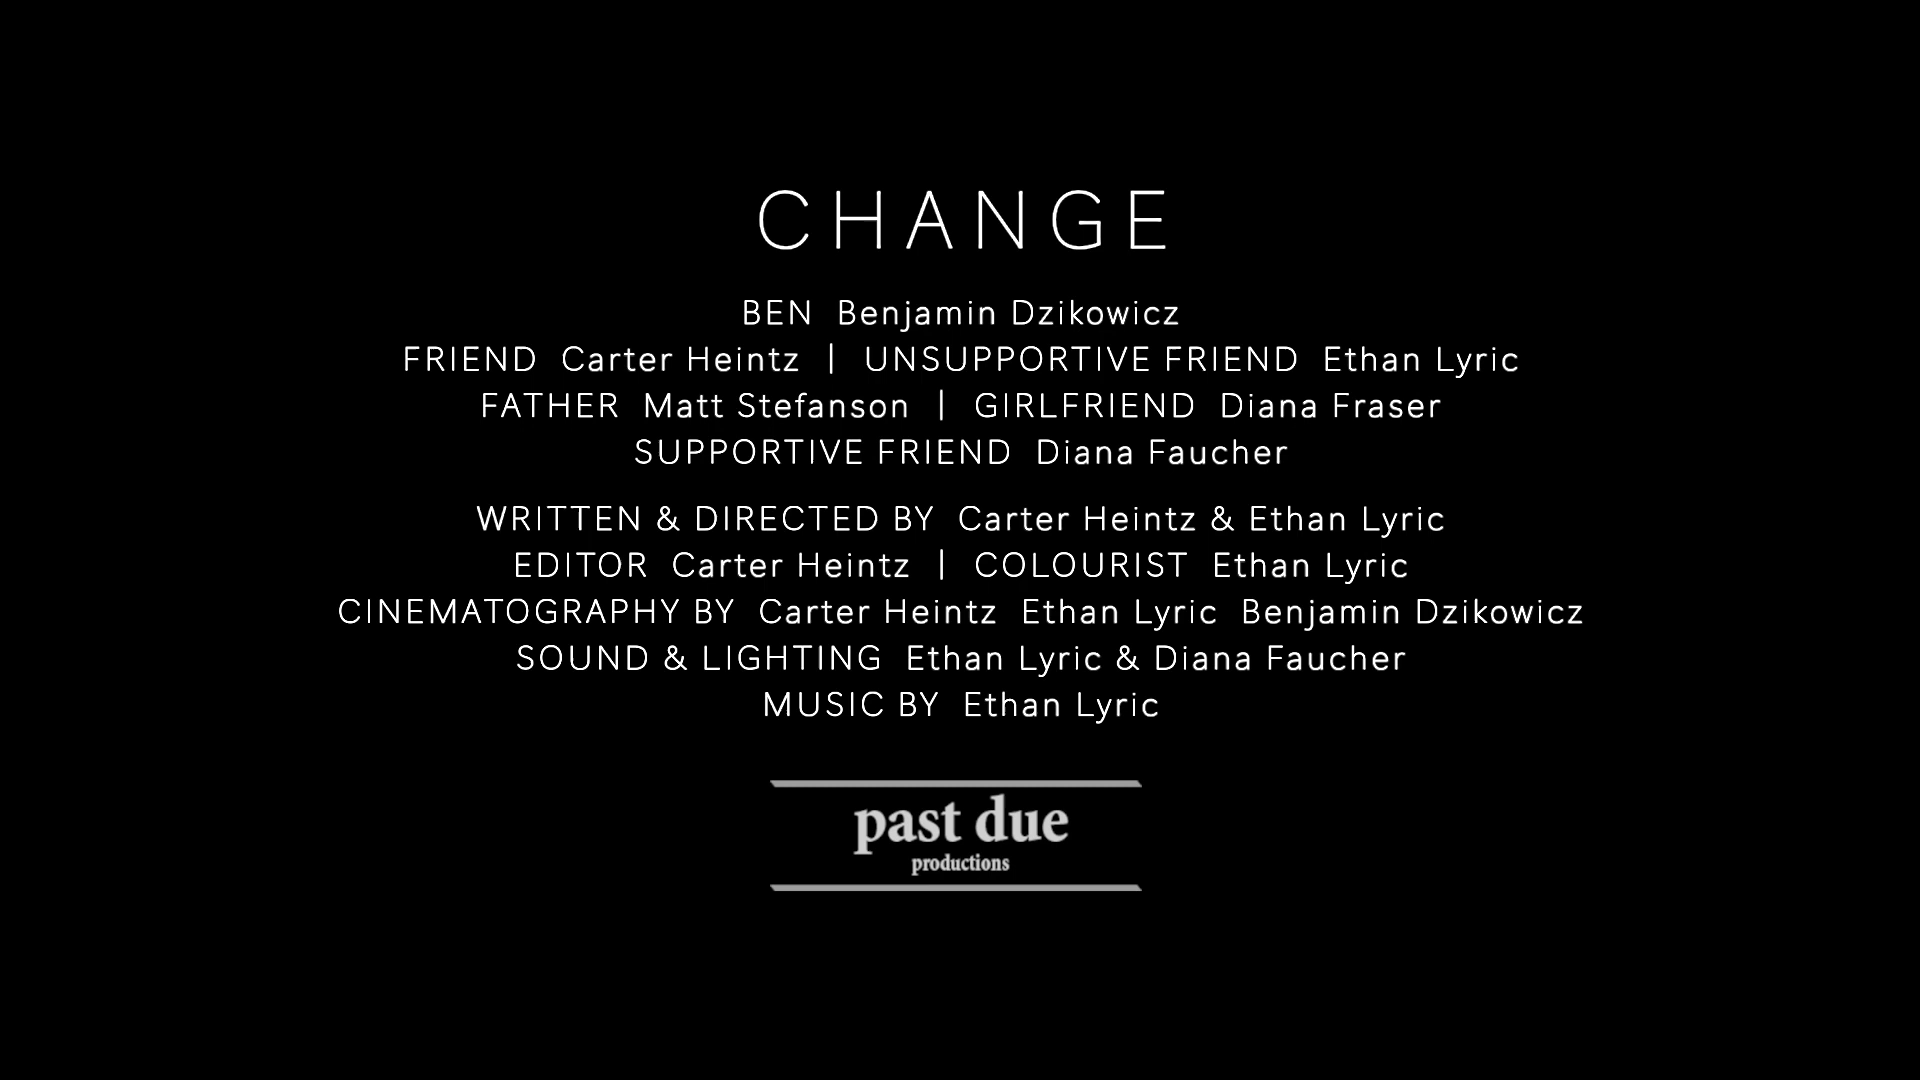 CHANGE
BEN Benjamin Dzikowicz
FRIEND Carter Heintz | UNSUPPORTIVE FRIEND Ethan Lyric
FATHER Matt Stefanson | GIRLFRIEND Diana Fraser
SUPPORTIVE FRIEND Diana Faucher
WRITTEN & DIRECTED BY Carter Heintz & Ethan Lyric
EDITOR Carter Heintz | COLOURIST Ethan Lyric
CINEMATOGRAPHY BY Carter Heintz Ethan Lyric Benjamin Dzikowicz
SOUND & LIGHTING Ethan Lyric & Diana Faucher
MUSIC BY Ethan Lyric
past due
productions